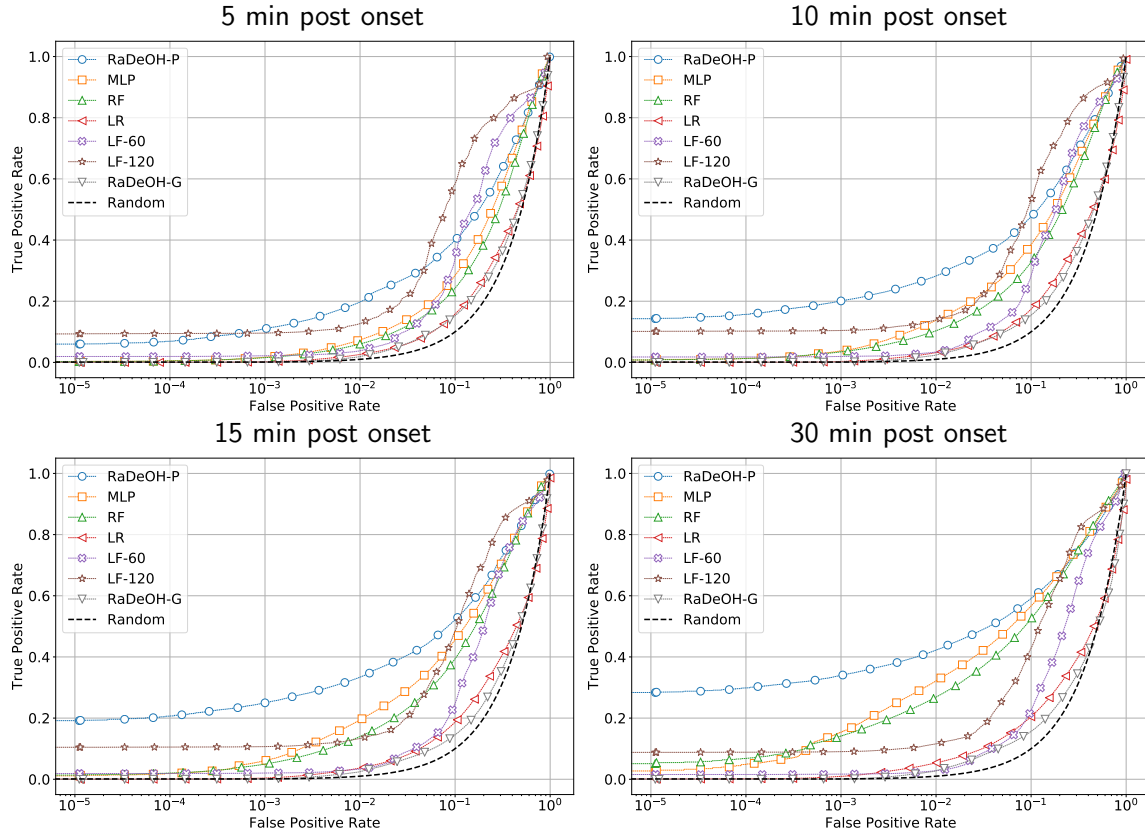 5 min post onset
1.0
0.8
0.6
0.4
0.2
0.0
True Positive Rate
RaDeOH-P
MLP
RF
LR
LF-60
LF-120
RaDeOH-G
Random
10⁻⁵ 10⁻⁴ 10⁻³ 10⁻² 10⁻¹ 10⁰
False Positive Rate
10 min post onset
1.0
0.8
0.6
0.4
0.2
0.0
True Positive Rate
RaDeOH-P
MLP
RF
LR
LF-60
LF-120
RaDeOH-G
Random
10⁻⁵ 10⁻⁴ 10⁻³ 10⁻² 10⁻¹ 10⁰
False Positive Rate
15 min post onset
1.0
0.8
0.6
0.4
0.2
0.0
True Positive Rate
RaDeOH-P
MLP
RF
LR
LF-60
LF-120
RaDeOH-G
Random
10⁻⁵ 10⁻⁴ 10⁻³ 10⁻² 10⁻¹ 10⁰
False Positive Rate
30 min post onset
1.0
0.8
0.6
0.4
0.2
0.0
True Positive Rate
RaDeOH-P
MLP
RF
LR
LF-60
LF-120
RaDeOH-G
Random
10⁻⁵ 10⁻⁴ 10⁻³ 10⁻² 10⁻¹ 10⁰
False Positive Rate